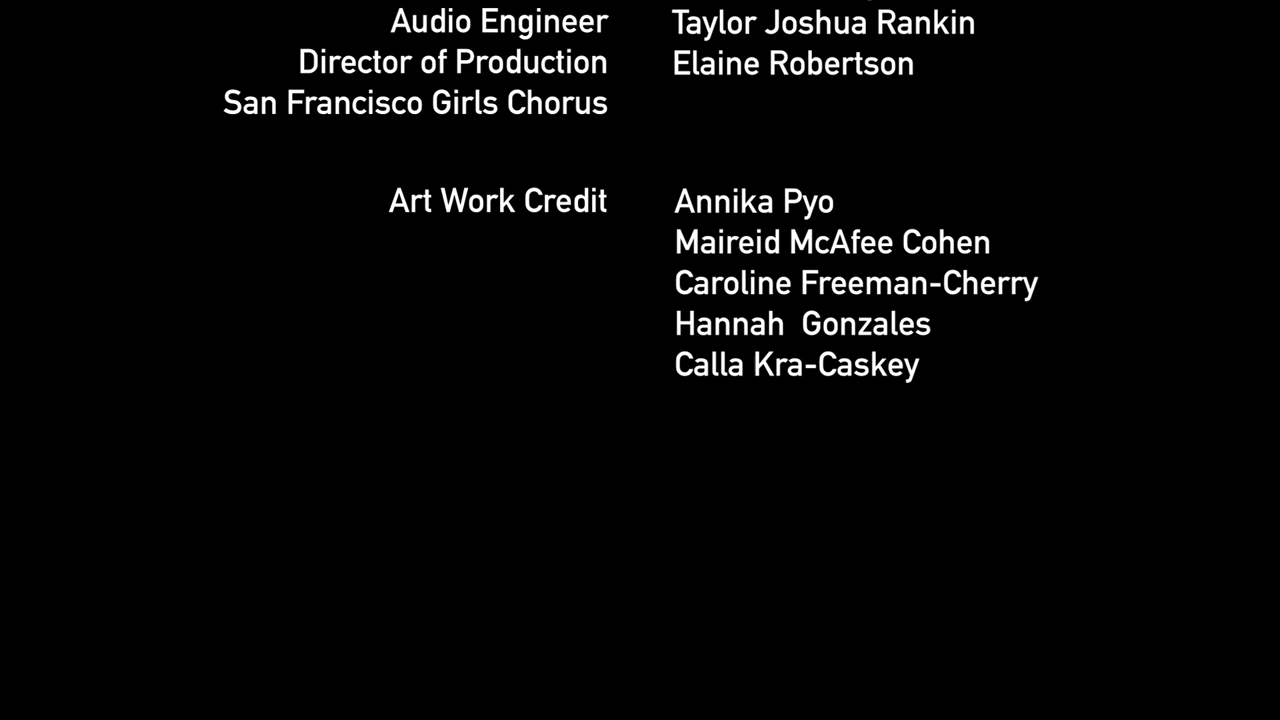 Audio Engineer Taylor Joshua Rankin
Director of Production Elaine Robertson
San Francisco Girls Chorus
Art Work Credit Annika Pyo
Maireid McAfee Cohen
Caroline Freeman-Cherry
Hannah  Gonzales
Calla Kra-Caskey